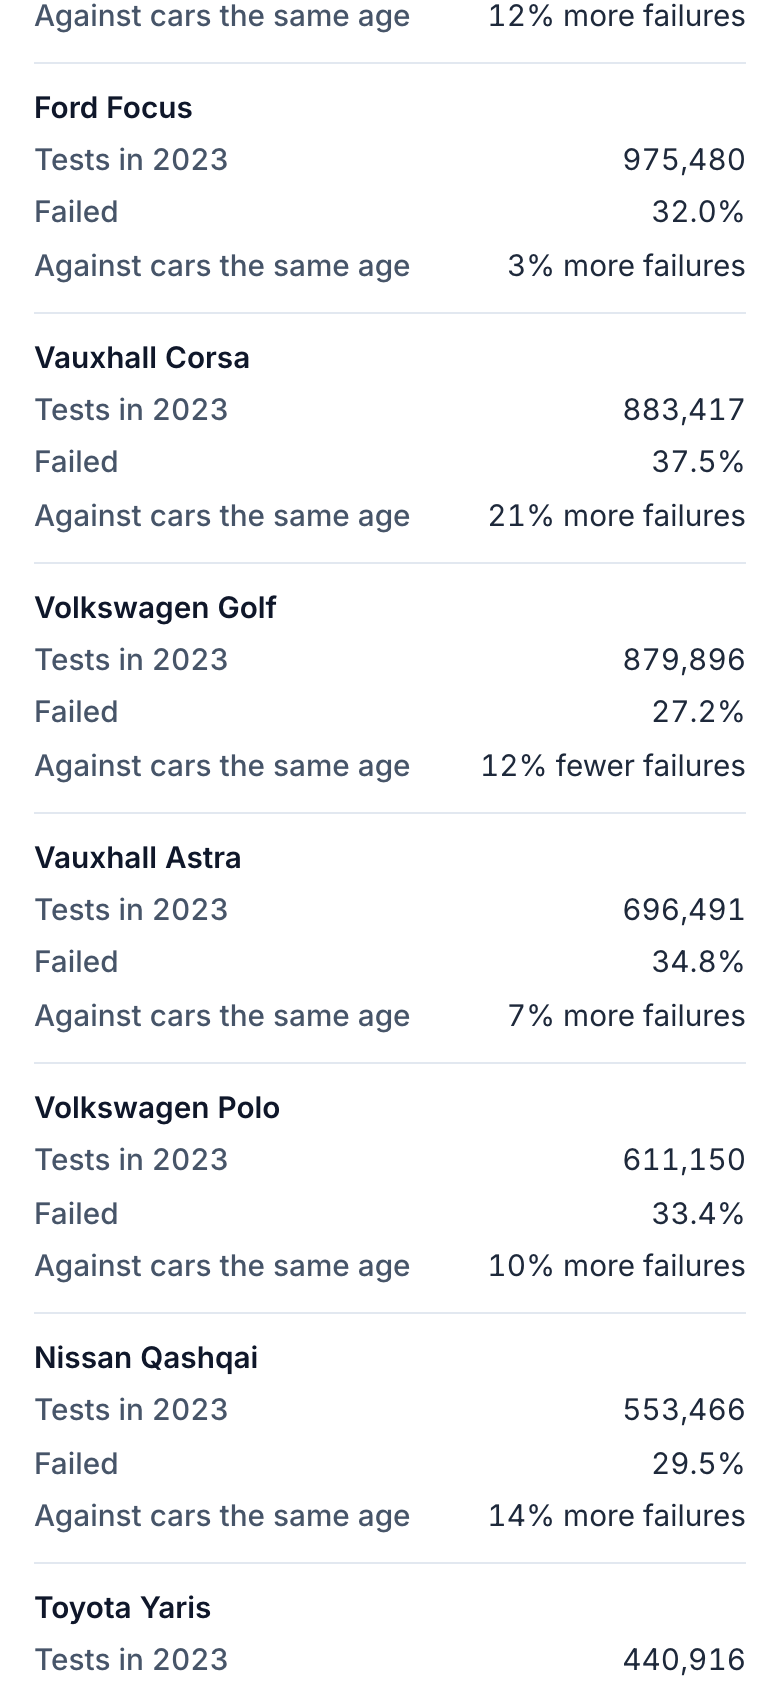 Against cars the same age 12% more failures
Ford Focus
Tests in 2023 975,480
Failed 32.0%
Against cars the same age 3% more failures
Vauxhall Corsa
Tests in 2023 883,417
Failed 37.5%
Against cars the same age 21% more failures
Volkswagen Golf
Tests in 2023 879,896
Failed 27.2%
Against cars the same age 12% fewer failures
Vauxhall Astra
Tests in 2023 696,491
Failed 34.8%
Against cars the same age 7% more failures
Volkswagen Polo
Tests in 2023 611,150
Failed 33.4%
Against cars the same age 10% more failures
Nissan Qashqai
Tests in 2023 553,466
Failed 29.5%
Against cars the same age 14% more failures
Toyota Yaris
Tests in 2023 440,916